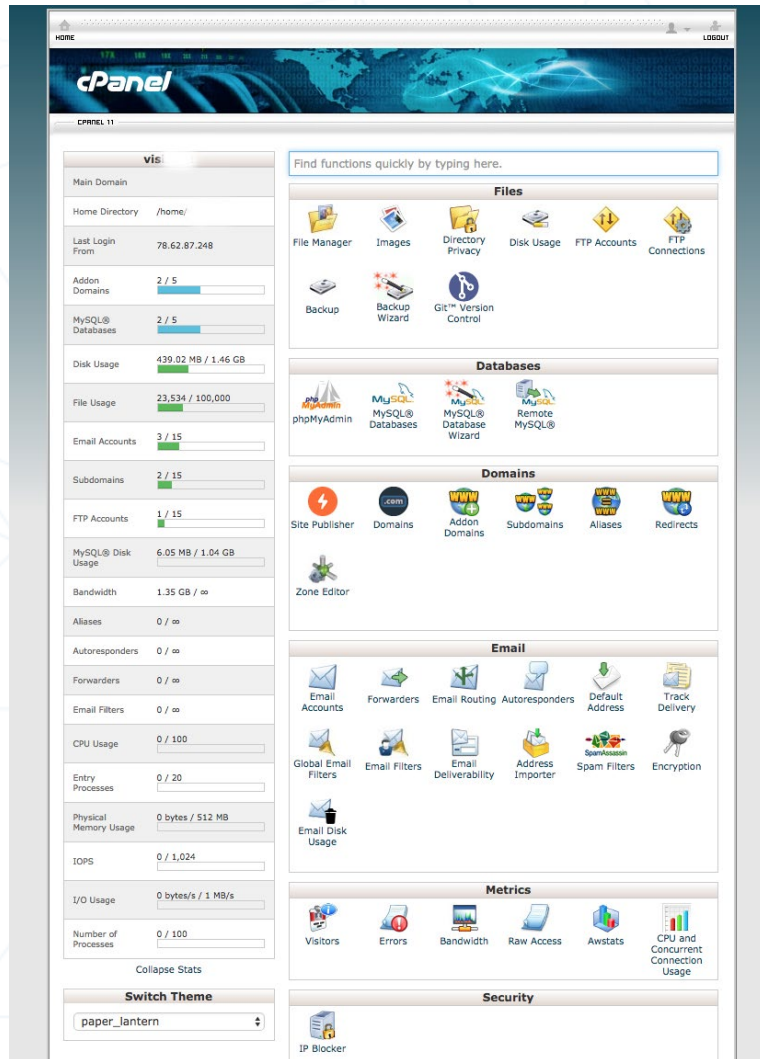 HOME
LOGOUT
cPanel
CPANEL 11
vis
Main Domain
Home Directory /home/
Last Login From 78.62.87.248
Addon Domains 2 / 5
MySQL® Databases 2 / 5
Disk Usage 439.02 MB / 1.46 GB
File Usage 23,534 / 100,000
Email Accounts 3 / 15
Subdomains 2 / 15
FTP Accounts 1 / 15
MySQL® Disk Usage 6.05 MB / 1.04 GB
Bandwidth 1.35 GB / ∞
Aliases 0 / ∞
Autoresponders 0 / ∞
Forwarders 0 / ∞
Email Filters 0 / ∞
CPU Usage 0 / 100
Entry Processes 0 / 20
Physical Memory Usage 0 bytes / 512 MB
IOPS 0 / 1,024
I/O Usage 0 bytes/s / 1 MB/s
Number of Processes 0 / 100
Collapse Stats
Switch Theme
paper_lantern
Find functions quickly by typing here.
Files
File Manager
Images
Directory Privacy
Disk Usage
FTP Accounts
FTP Connections
Backup
Backup Wizard
Git™ Version Control
Databases
phpMyAdmin
MySQL® Databases
MySQL® Database Wizard
Remote MySQL®
Domains
Site Publisher
Domains
Addon Domains
Subdomains
Aliases
Redirects
Zone Editor
Email
Email Accounts
Forwarders
Email Routing
Autoresponders
Default Address
Track Delivery
Global Email Filters
Email Filters
Email Deliverability
Address Importer
Spam Filters
Encryption
Email Disk Usage
Metrics
Visitors
Errors
Bandwidth
Raw Access
Awstats
CPU and Concurrent Connection Usage
Security
IP Blocker